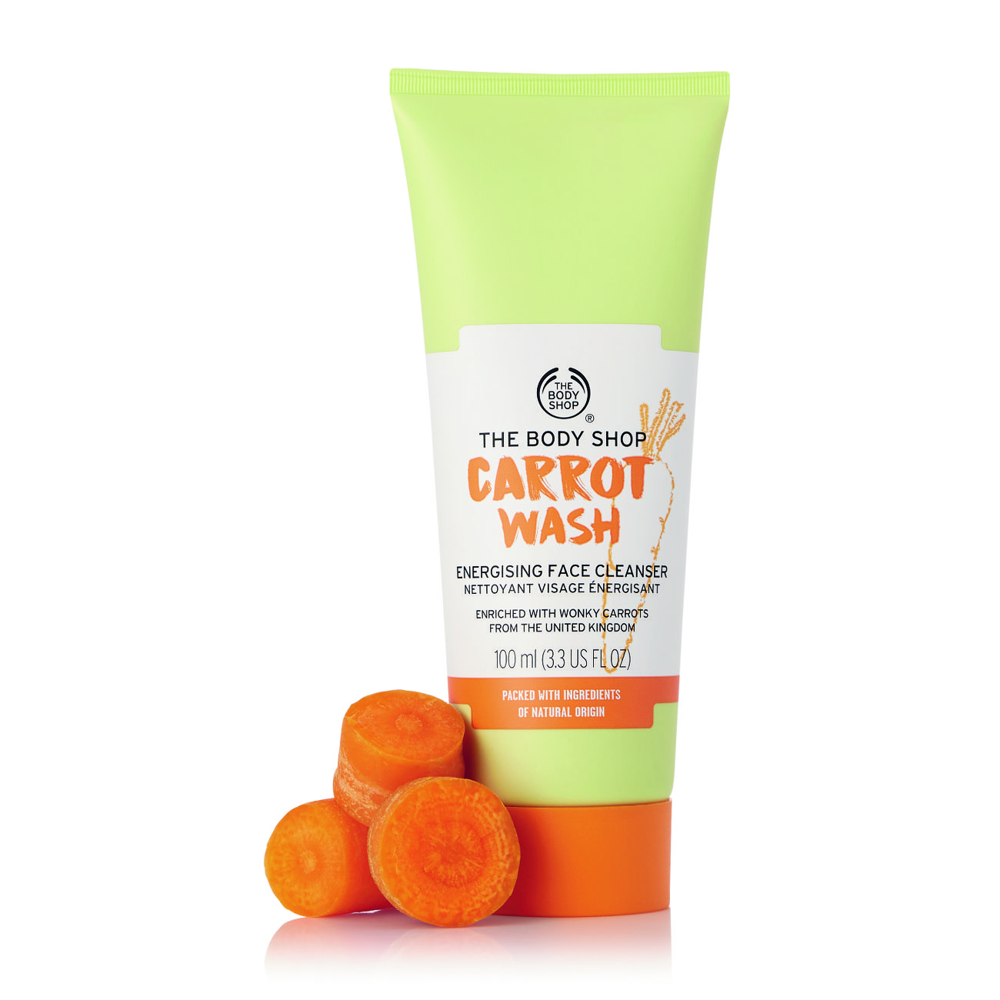 THE
BODY
SHOP
®
THE BODY SHOP
CARROT
WASH
ENERGISING FACE CLEANSER
NETTOYANT VISAGE ÉNERGISANT
ENRICHED WITH WONKY CARROTS
FROM THE UNITED KINGDOM
100 ml (3.3 US FL OZ)
PACKED WITH INGREDIENTS
OF NATURAL ORIGIN